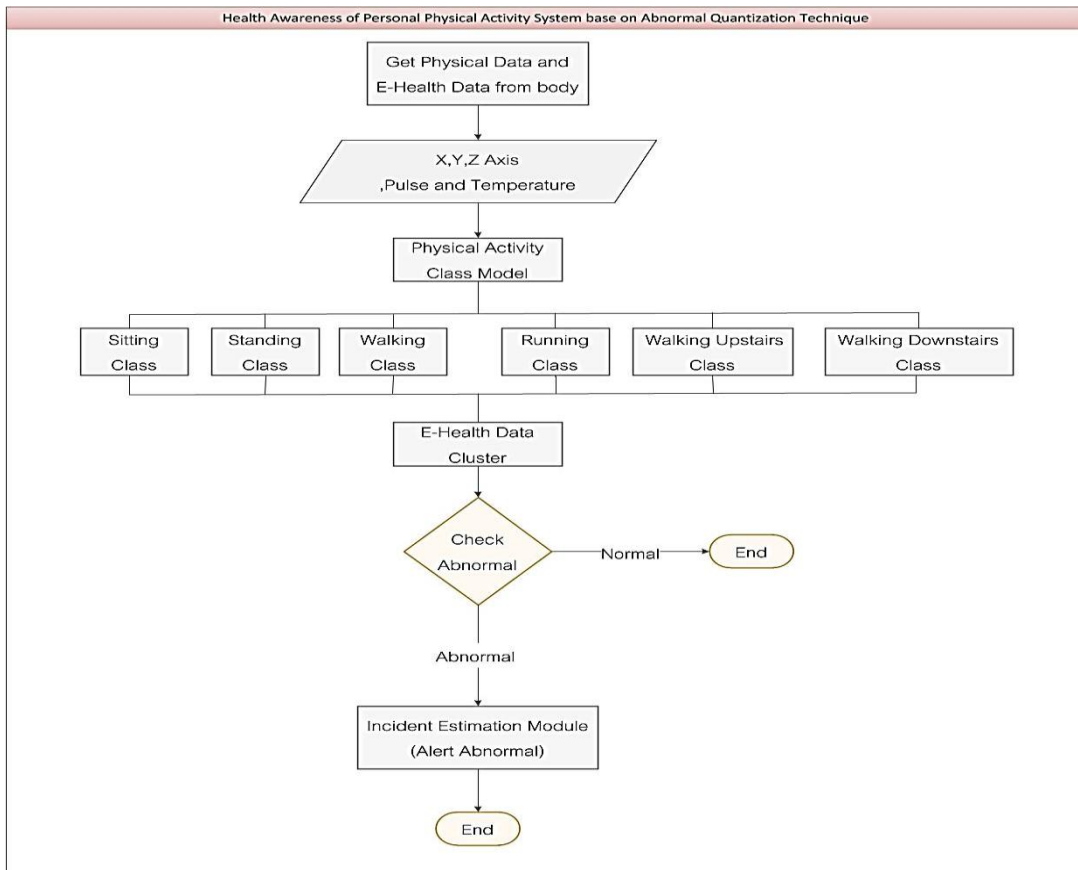 Health Awareness of Personal Physical Activity System base on Abnormal Quantization Technique
Get Physical Data and
E-Health Data from body
X,Y,Z Axis
,Pulse and Temperature
Physical Activity
Class Model
Sitting
Class
Standing
Class
Walking
Class
Running
Class
Walking Upstairs
Class
Walking Downstairs
Class
E-Health Data
Cluster
Check
Abnormal
Normal
End
Abnormal
Incident Estimation Module
(Alert Abnormal)
End